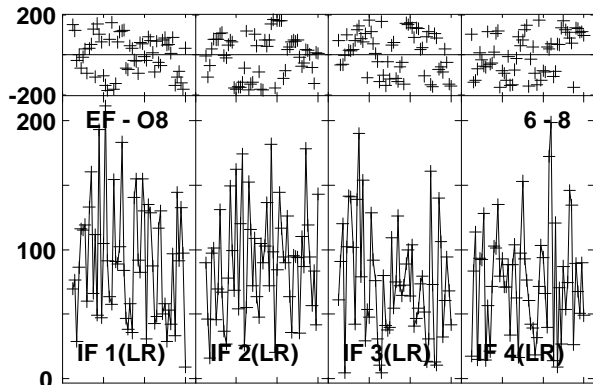 200
-200
EF - O8
6 - 8
200
100
0
IF 1(LR)
IF 2(LR)
IF 3(LR)
IF 4(LR)